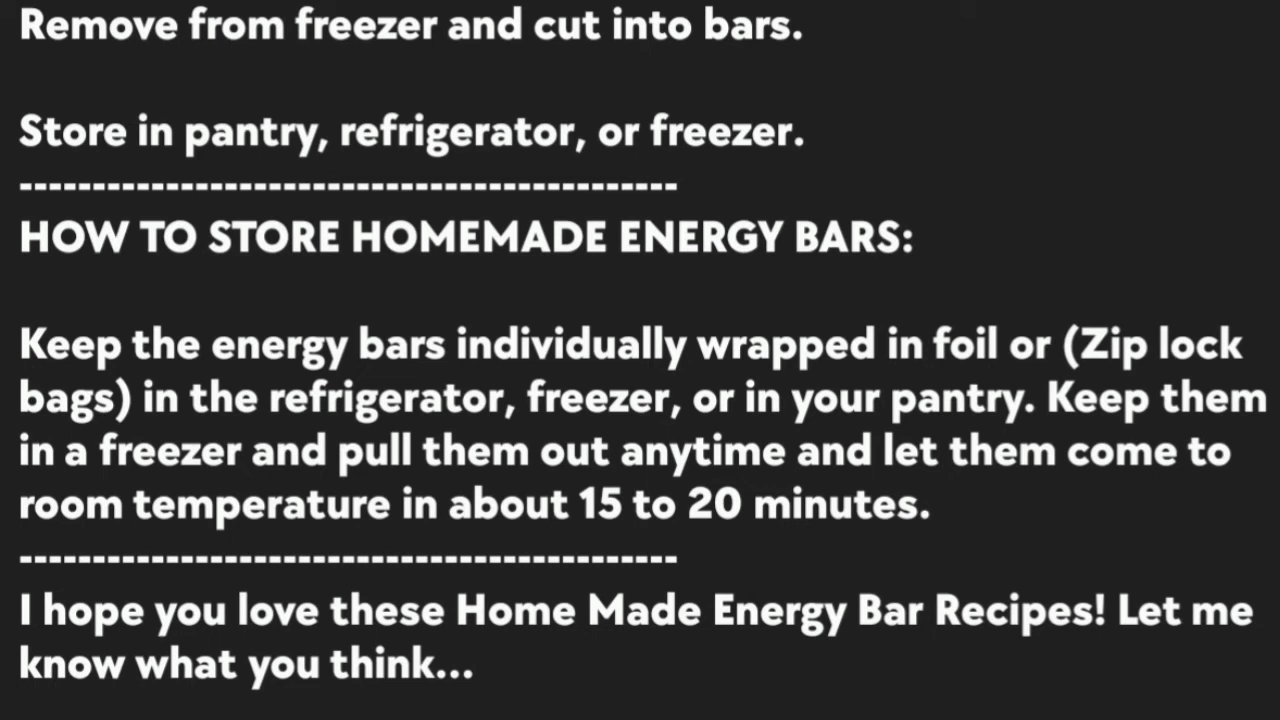 Remove from freezer and cut into bars.
Store in pantry, refrigerator, or freezer.
---------------------------------------------
HOW TO STORE HOMEMADE ENERGY BARS:
Keep the energy bars individually wrapped in foil or (Zip lock
bags) in the refrigerator, freezer, or in your pantry. Keep them
in a freezer and pull them out anytime and let them come to
room temperature in about 15 to 20 minutes.
---------------------------------------------
I hope you love these Home Made Energy Bar Recipes! Let me
know what you think...